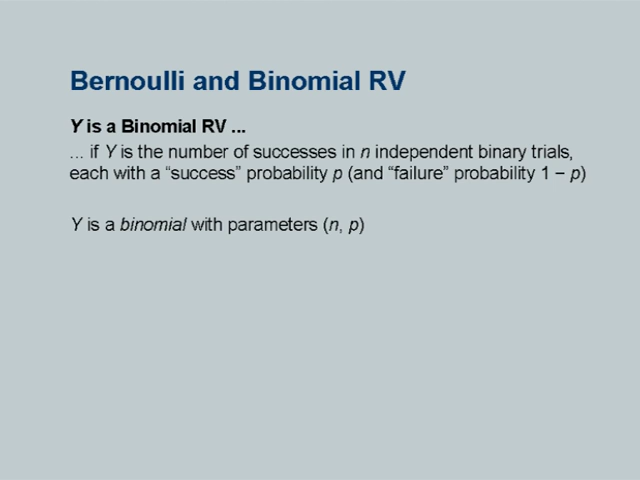 Bernoulli and Binomial RV
Y is a Binomial RV ...
... if Y is the number of successes in n independent binary trials,
each with a “success” probability p (and “failure” probability 1 − p)
Y is a binomial with parameters (n, p)